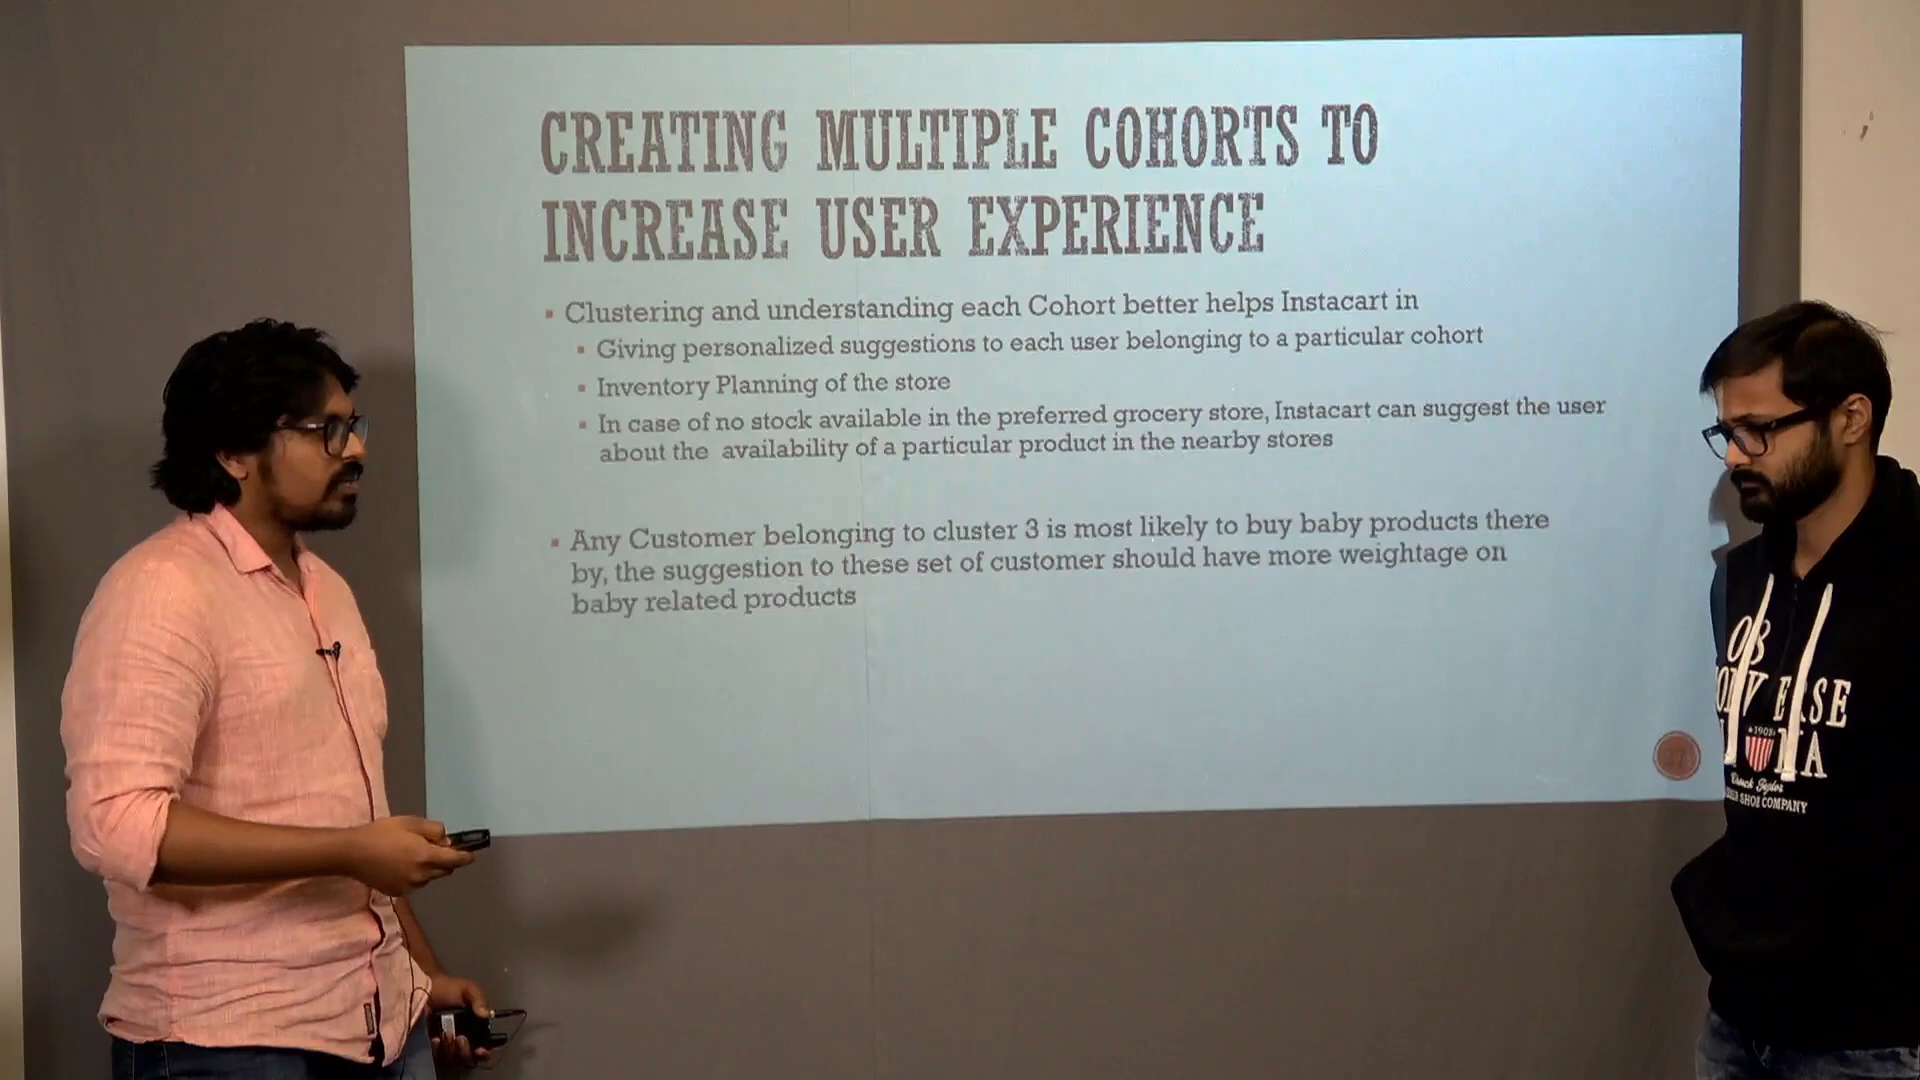 CREATING MULTIPLE COHORTS TO
INCREASE USER EXPERIENCE
Clustering and understanding each Cohort better helps Instacart in
Giving personalized suggestions to each user belonging to a particular cohort
Inventory Planning of the store
In case of no stock available in the preferred grocery store, Instacart can suggest the user
about the availability of a particular product in the nearby stores
Any Customer belonging to cluster 3 is most likely to buy baby products there
by, the suggestion to these set of customer should have more weightage on
baby related products
1908
SHOE COMPANY